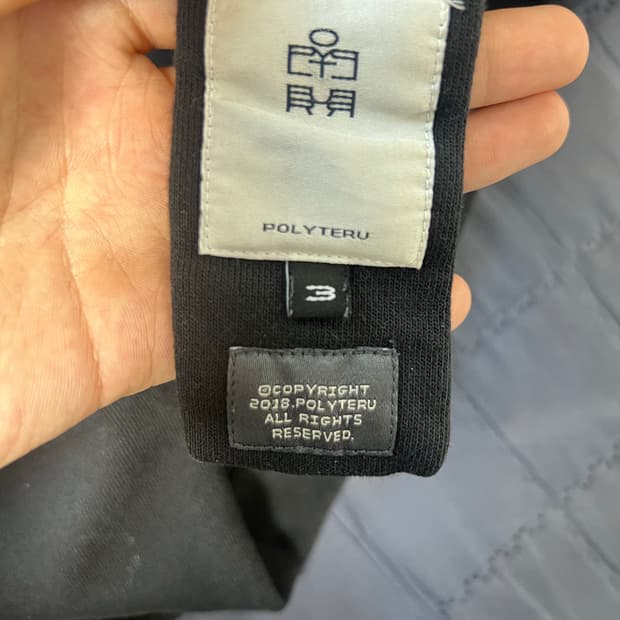 POLYTERU
3
©COPYRIGHT
2018.POLYTERU
ALL RIGHTS
RESERVED.